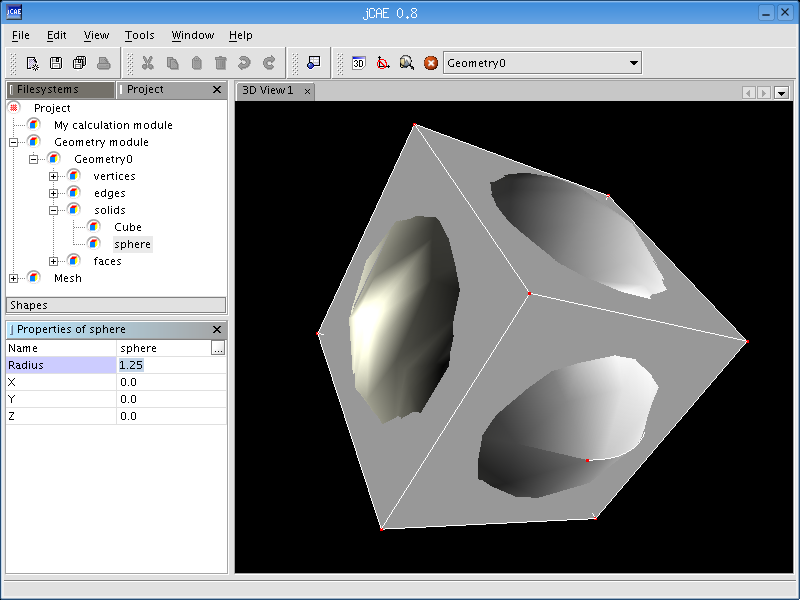 jCAE
jCAE 0.8
File Edit View Tools Window Help
3D Geometry0
Filesystems Project
3D View 1
Project
My calculation module
Geometry module
Geometry0
vertices
edges
solids
Cube
sphere
faces
Mesh
Shapes
Properties of sphere
Name sphere ...
Radius 1.25
X 0.0
Y 0.0
Z 0.0